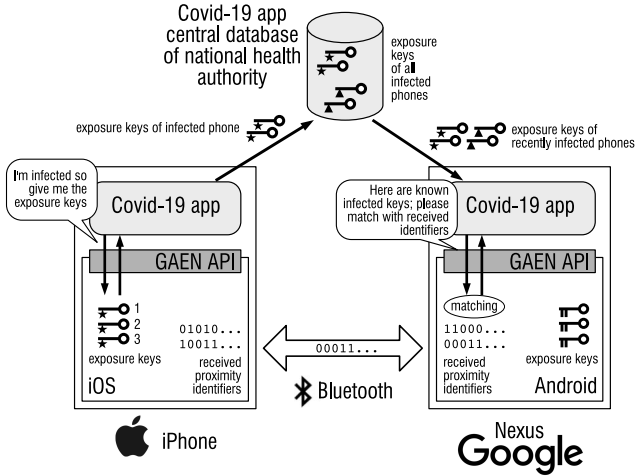 Covid-19 app
central database
of national health
authority
exposure
keys
of all
infected
phones
exposure keys of infected phone
exposure keys of
recently infected phones
I'm infected so
give me the
exposure keys
Covid-19 app
GAEN API
1
2
3
exposure keys
01010...
10011...
received
proximity
identifiers
iOS
iPhone
00011...
Bluetooth
Here are known
infected keys; please
match with received
identifiers
Covid-19 app
GAEN API
matching
11000...
00011...
received
proximity
identifiers
exposure keys
Android
Nexus
Google